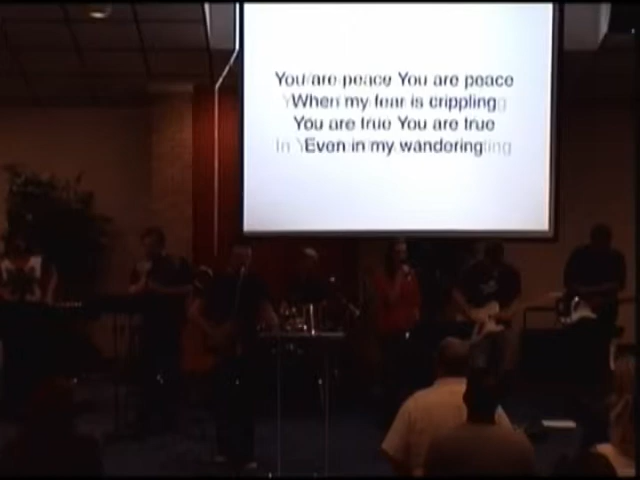 You are peace You are peace
When my fear is crippling
You are true You are true
Even in my wandering